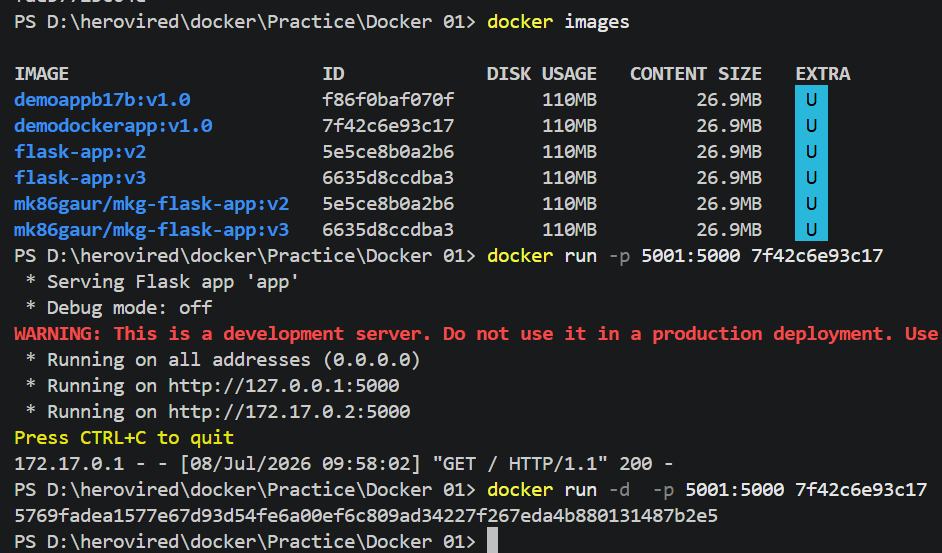 PS D:\herovired\docker\Practice\Docker 01> docker images
IMAGE ID DISK USAGE CONTENT SIZE EXTRA
demoappb17b:v1.0 f86f0baf070f 110MB 26.9MB U
demodockerapp:v1.0 7f42c6e93c17 110MB 26.9MB U
flask-app:v2 5e5ce8b0a2b6 110MB 26.9MB U
flask-app:v3 6635d8ccdba3 110MB 26.9MB U
mk86gaur/mkg-flask-app:v2 5e5ce8b0a2b6 110MB 26.9MB U
mk86gaur/mkg-flask-app:v3 6635d8ccdba3 110MB 26.9MB U
PS D:\herovired\docker\Practice\Docker 01> docker run -p 5001:5000 7f42c6e93c17
* Serving Flask app 'app'
* Debug mode: off
WARNING: This is a development server. Do not use it in a production deployment. Use
* Running on all addresses (0.0.0.0)
* Running on http://127.0.0.1:5000
* Running on http://172.17.0.2:5000
Press CTRL+C to quit
172.17.0.1 - - [08/Jul/2026 09:58:02] "GET / HTTP/1.1" 200 -
PS D:\herovired\docker\Practice\Docker 01> docker run -d  -p 5001:5000 7f42c6e93c17
5769fadea1577e67d93d54fe6a00ef6c809ad34227f267eda4b880131487b2e5
PS D:\herovired\docker\Practice\Docker 01>